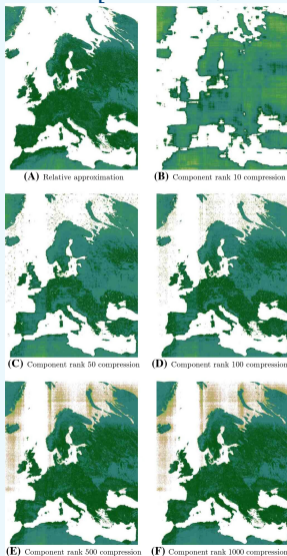 (A) Relative approximation
(B) Component rank 10 compression
(C) Component rank 50 compression
(D) Component rank 100 compression
(E) Component rank 500 compression
(F) Component rank 1000 compression